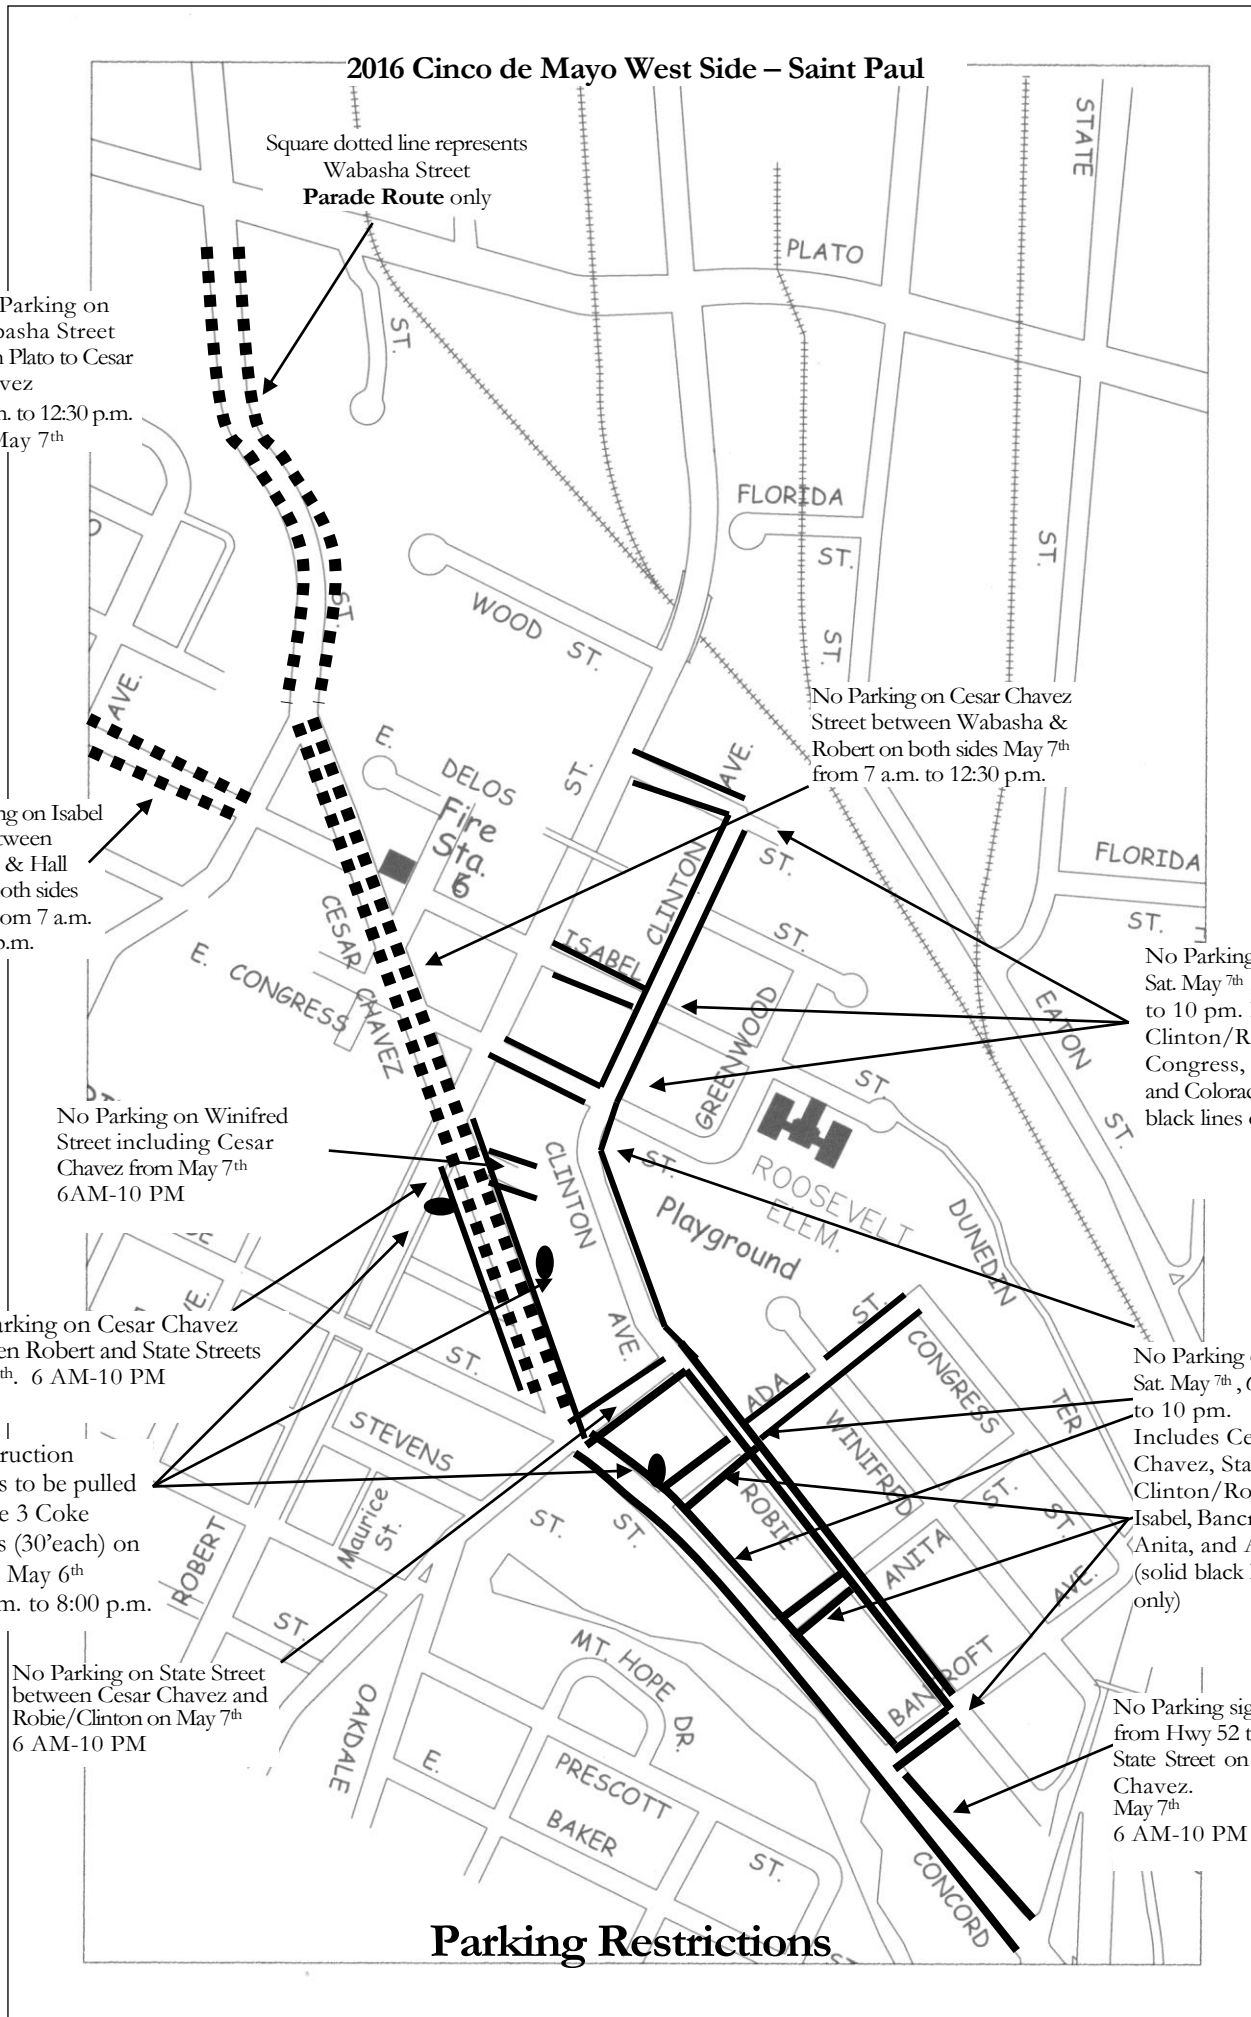 2016 Cinco de Mayo West Side – Saint Paul
Square dotted line represents
Wabasha Street
Parade Route only
STATE
PLATO
Parking on
basha Street
n Plato to Cesar
vez
to 12:30 p.m.
May 7th
ST.
FLORIDA
ST.
ST.
WOOD ST.
ST.
ST.
AVE.
No Parking on Cesar Chavez
Street between Wabasha &
Robert on both sides May 7th
from 7 a.m. to 12:30 p.m.
E.
DELOS
ST.
AVE.
Fire
Sta.
6
ST.
CLINTON
FLORIDA
ST.
ng on Isabel
tween
& Hall
oth sides
om 7 a.m.
p.m.
CESAR
CHAVEZ
E. CONGRESS
ISABEL
ST.
GREENWOOD
EATON
ST.
No Parking
Sat. May 7th
to 10 pm.
Clinton/R
Congress,
and Colorad
black lines
No Parking on Winifred
Street including Cesar
Chavez from May 7th
6AM-10 PM
ST.
CLINTON
AVE.
ST.
ROOSEVELT
ELEM.
Playground
DUNEDIN
TER
AVE.
ST.
arking on Cesar Chavez
en Robert and State Streets
th. 6 AM-10 PM
ST.
CONGRESS
ST.
ADA
WINIFRED
ST.
ROBIE
ANITA
AVE.
BANCROFT
No Parking
Sat. May 7th , 6
to 10 pm.
Includes Ce
Chavez, Sta
Clinton/Ro
Isabel, Bancr
Anita, and A
(solid black
only)
STEVENS
ST.
ST.
Maurice
St.
ROBERT
ST.
truction
s to be pulled
e 3 Coke
s (30'each) on
May 6th
m. to 8:00 p.m.
No Parking on State Street
between Cesar Chavez and
Robie/Clinton on May 7th
6 AM-10 PM
OAKDALE
MT. HOPE
DR.
E.
PRESCOTT
BAKER
ST.
CONCORD
No Parking sig
from Hwy 52 t
State Street on
Chavez.
May 7th
6 AM-10 PM
Parking Restrictions